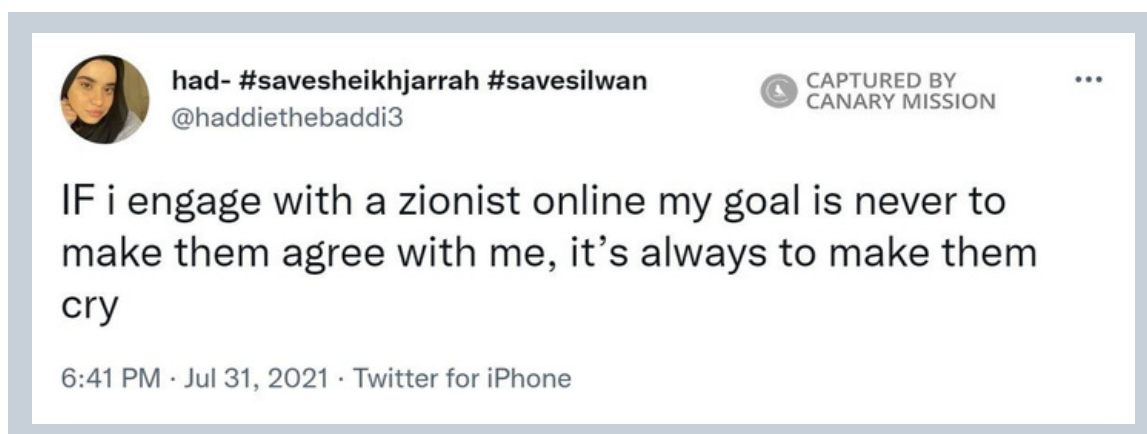 had- #savesheikhjarrah #savesilwan
@haddiethebaddi3
CAPTURED BY
CANARY MISSION
IF i engage with a zionist online my goal is never to
make them agree with me, it’s always to make them
cry
6:41 PM · Jul 31, 2021 · Twitter for iPhone